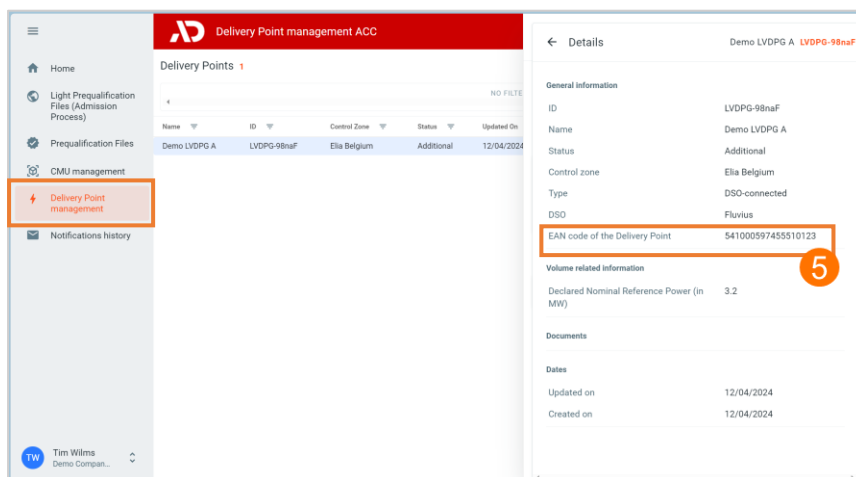 Delivery Point management ACC
Home
Light Prequalification
Files (Admission
Process)
Prequalification Files
CMU management
Delivery Point
management
Notifications history
TW
Tim Wilms
Demo Compan...
Delivery Points 1
NO FILTE
Name ID Control Zone Status Updated On
Demo LVDPG A LVDPG-98naF Elia Belgium Additional 12/04/2024
Details Demo LVDPG A LVDPG-98naF
General information
ID LVDPG-98naF
Name Demo LVDPG A
Status Additional
Control zone Elia Belgium
Type DSO-connected
DSO Fluvius
EAN code of the Delivery Point 541000597455510123
5
Volume related information
Declared Nominal Reference Power (in 3.2
MW)
Documents
Dates
Updated on 12/04/2024
Created on 12/04/2024